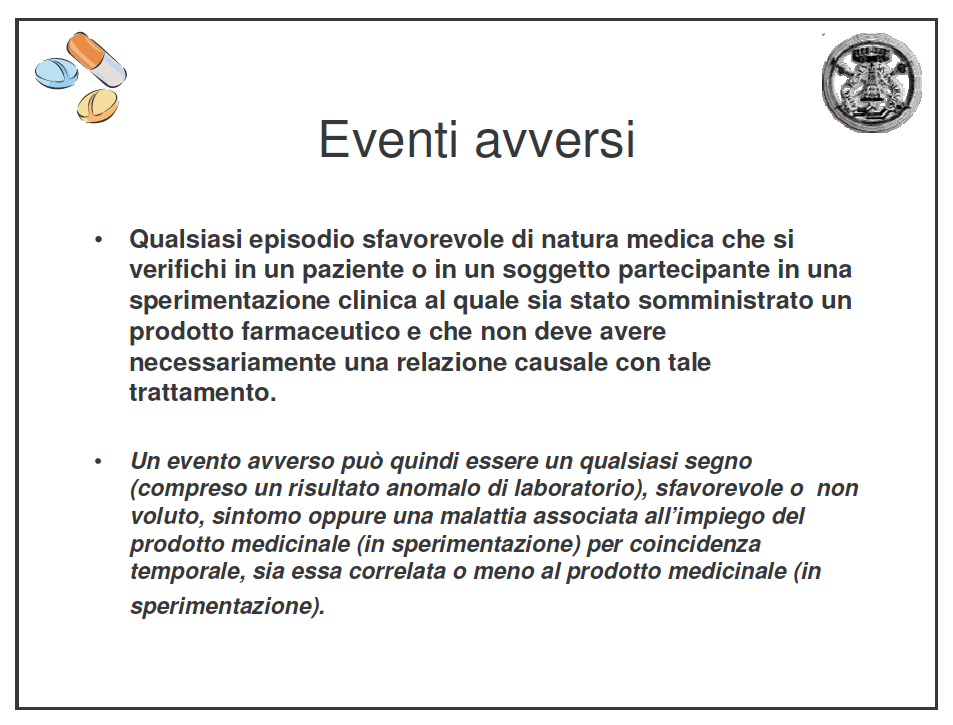 Eventi avversi
• Qualsiasi episodio sfavorevole di natura medica che si
verifichi in un paziente o in un soggetto partecipante in una
sperimentazione clinica al quale sia stato somministrato un
prodotto farmaceutico e che non deve avere
necessariamente una relazione causale con tale
trattamento.
• Un evento avverso può quindi essere un qualsiasi segno
(compreso un risultato anomalo di laboratorio), sfavorevole o  non
voluto, sintomo oppure una malattia associata all’impiego del
prodotto medicinale (in sperimentazione) per coincidenza
temporale, sia essa correlata o meno al prodotto medicinale (in
sperimentazione).